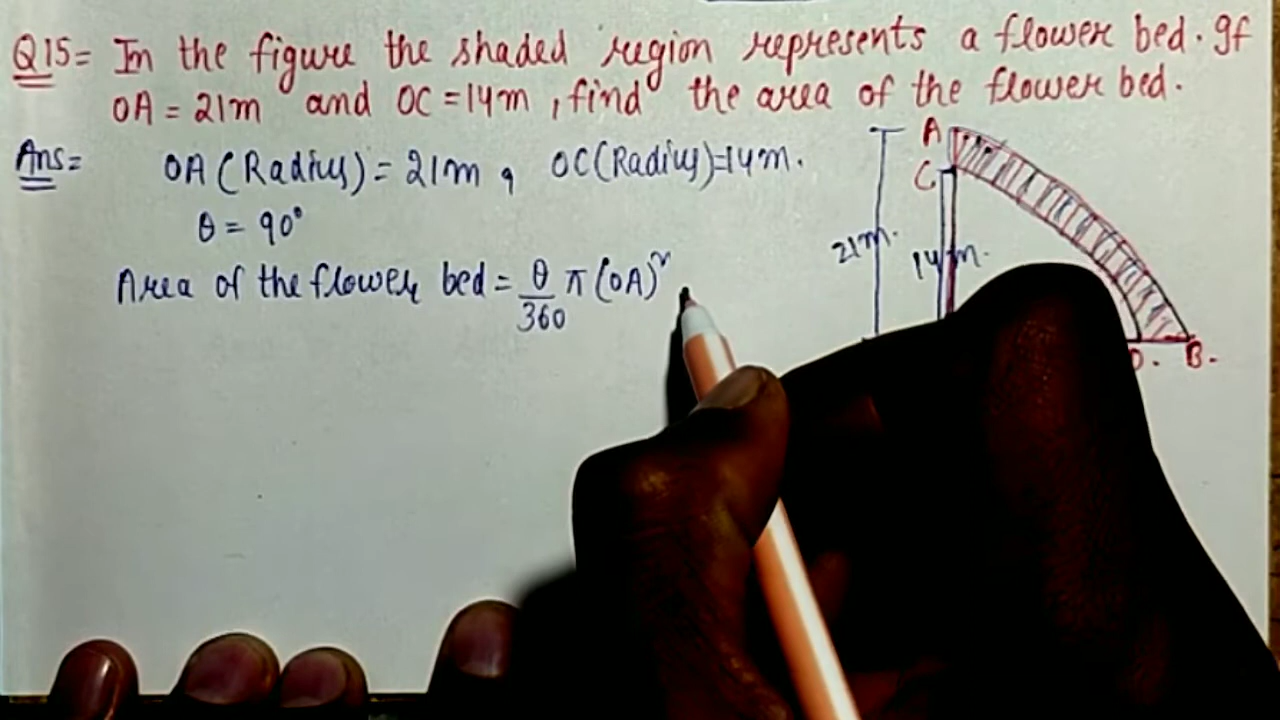 Q15= In the figure the shaded region represents a flower bed. If
OA = 21m and OC = 14m, find the area of the flower bed.
Ans= OA (Radius) = 21m, OC (Radius)=14m.
θ = 90°
Area of the flower bed = θ/360 π (OA)²
A
C
21m.
14m.
D. B.